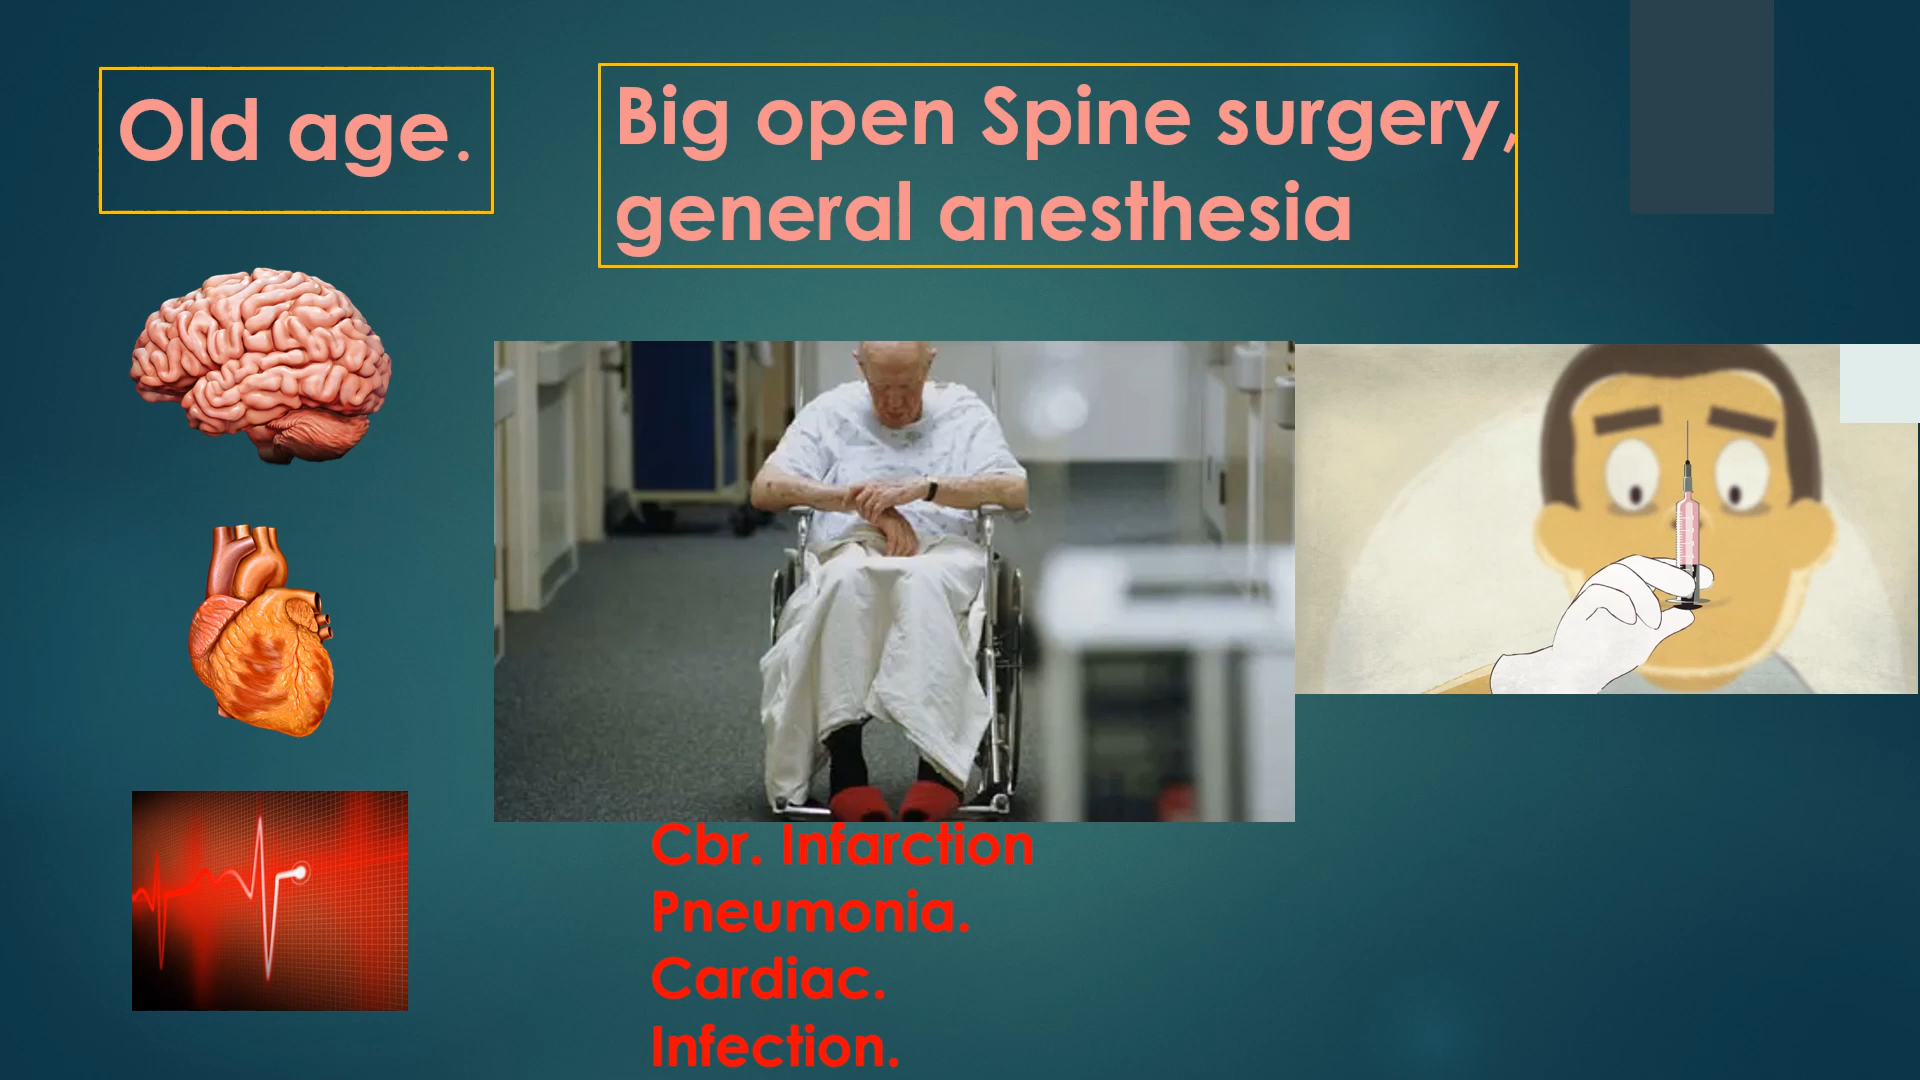 Old age.
Big open Spine surgery,
general anesthesia
Cbr. Infarction
Pneumonia.
Cardiac.
Infection.